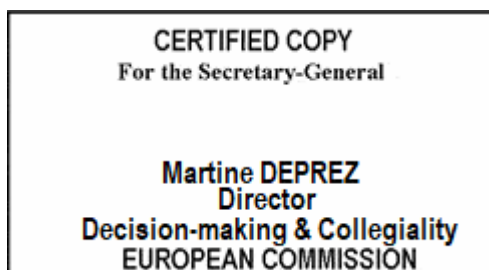 CERTIFIED COPY
For the Secretary-General
Martine DEPREZ
Director
Decision-making & Collegiality
EUROPEAN COMMISSION